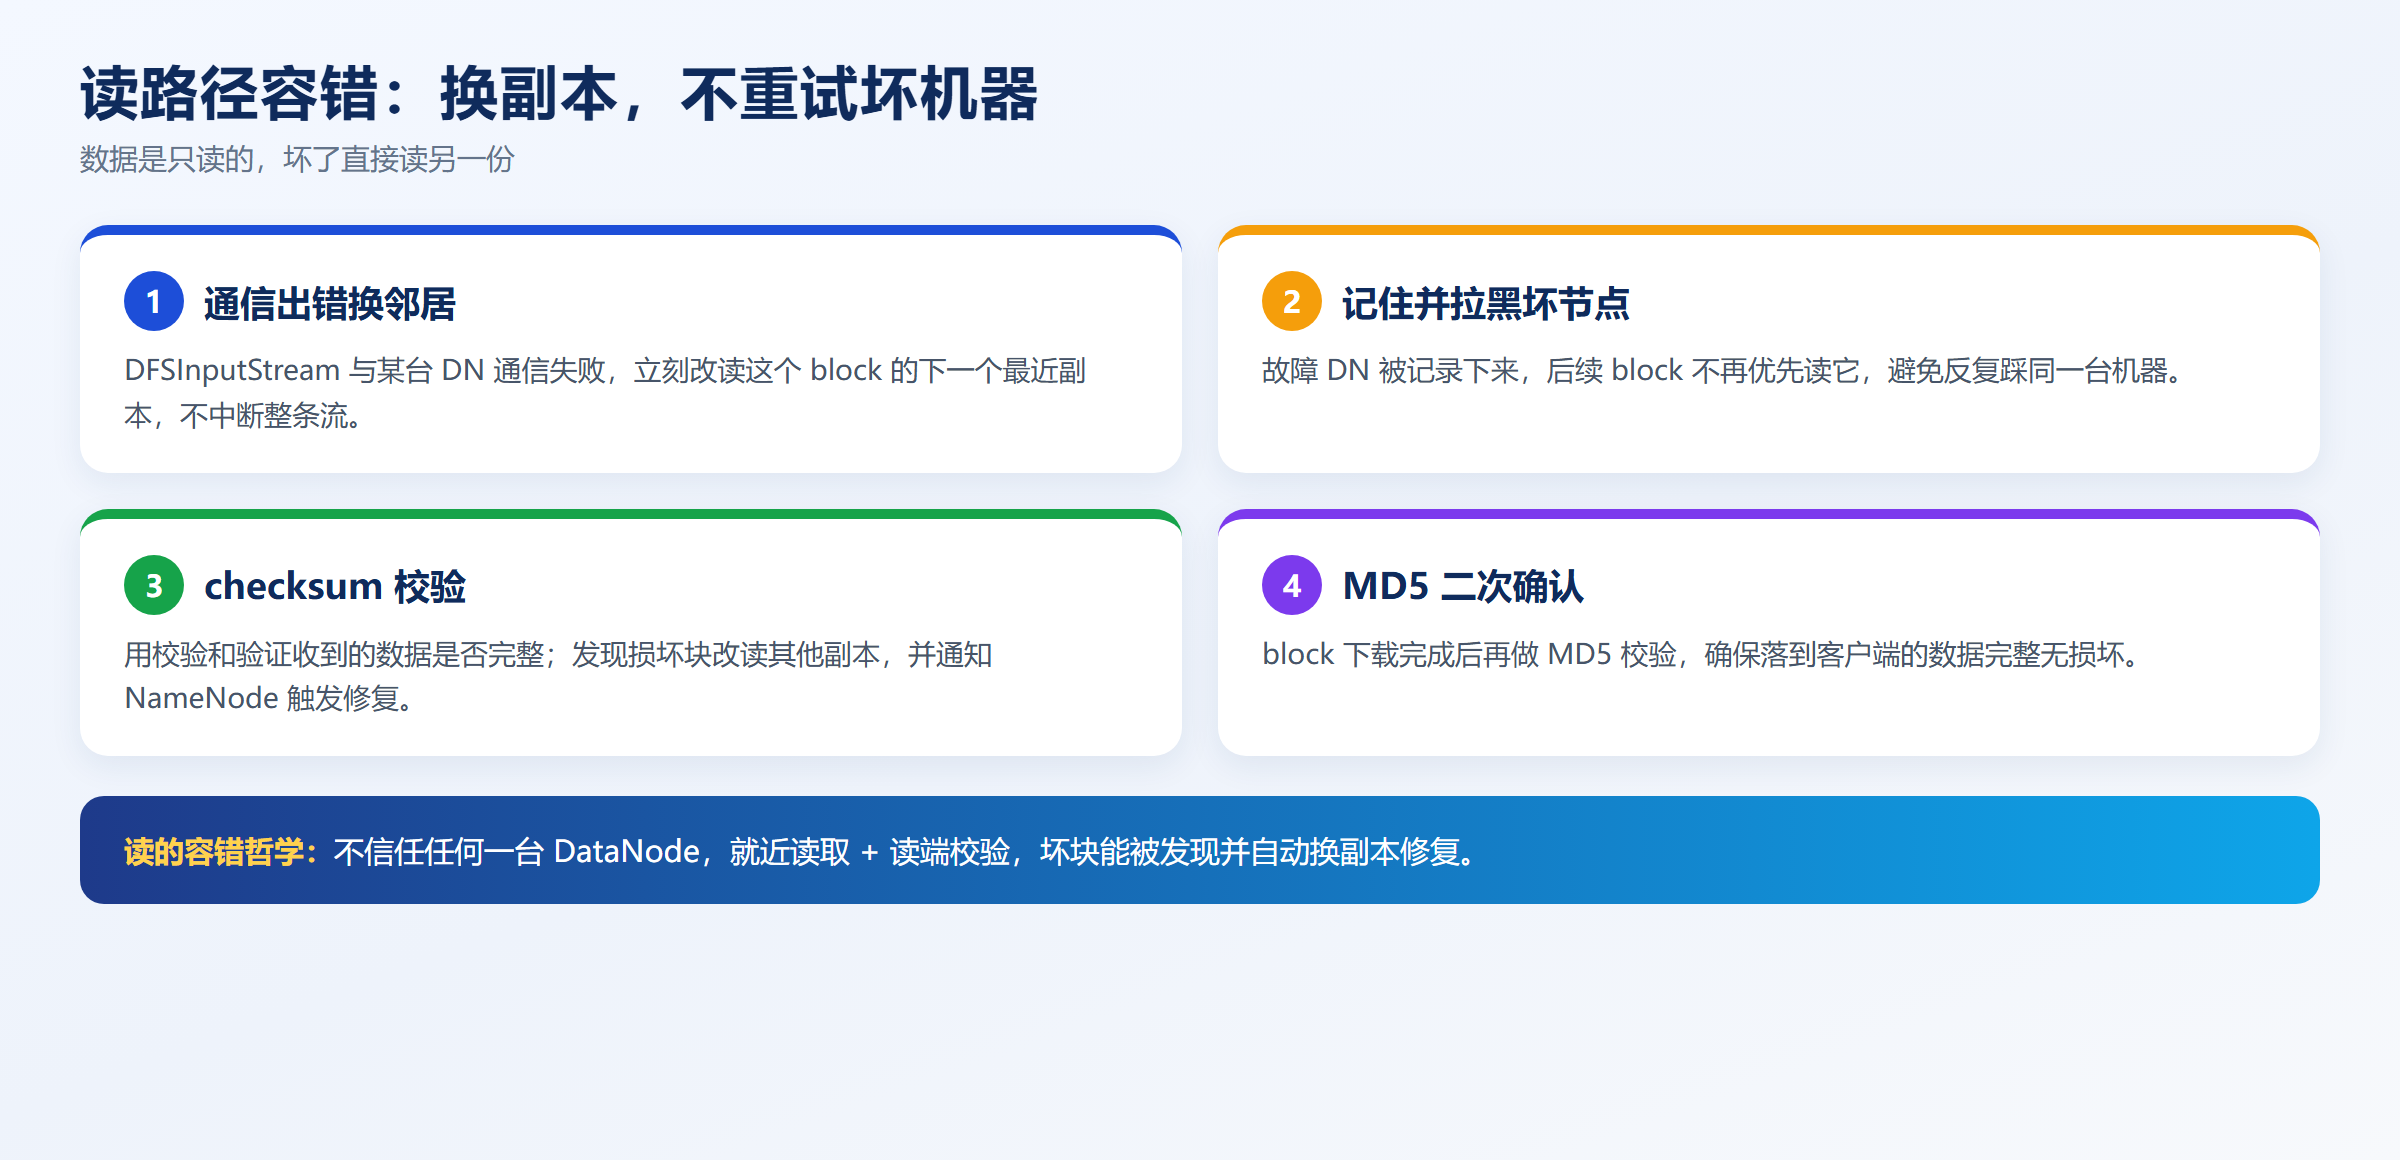 读路径容错：换副本，不重试坏机器
数据是只读的，坏了直接读另一份
1 通信出错换邻居
DFSInputStream 与某台 DN 通信失败，立刻改读这个 block 的下一个最近副
本，不中断整条流。
2 记住并拉黑坏节点
故障 DN 被记录下来，后续 block 不再优先读它，避免反复踩同一台机器。
3 checksum 校验
用校验和验证收到的数据是否完整；发现损坏块改读其他副本，并通知
NameNode 触发修复。
4 MD5 二次确认
block 下载完成后再做 MD5 校验，确保落到客户端的数据完整无损坏。
读的容错哲学：不信任任何一台 DataNode，就近读取 + 读端校验，坏块能被发现并自动换副本修复。